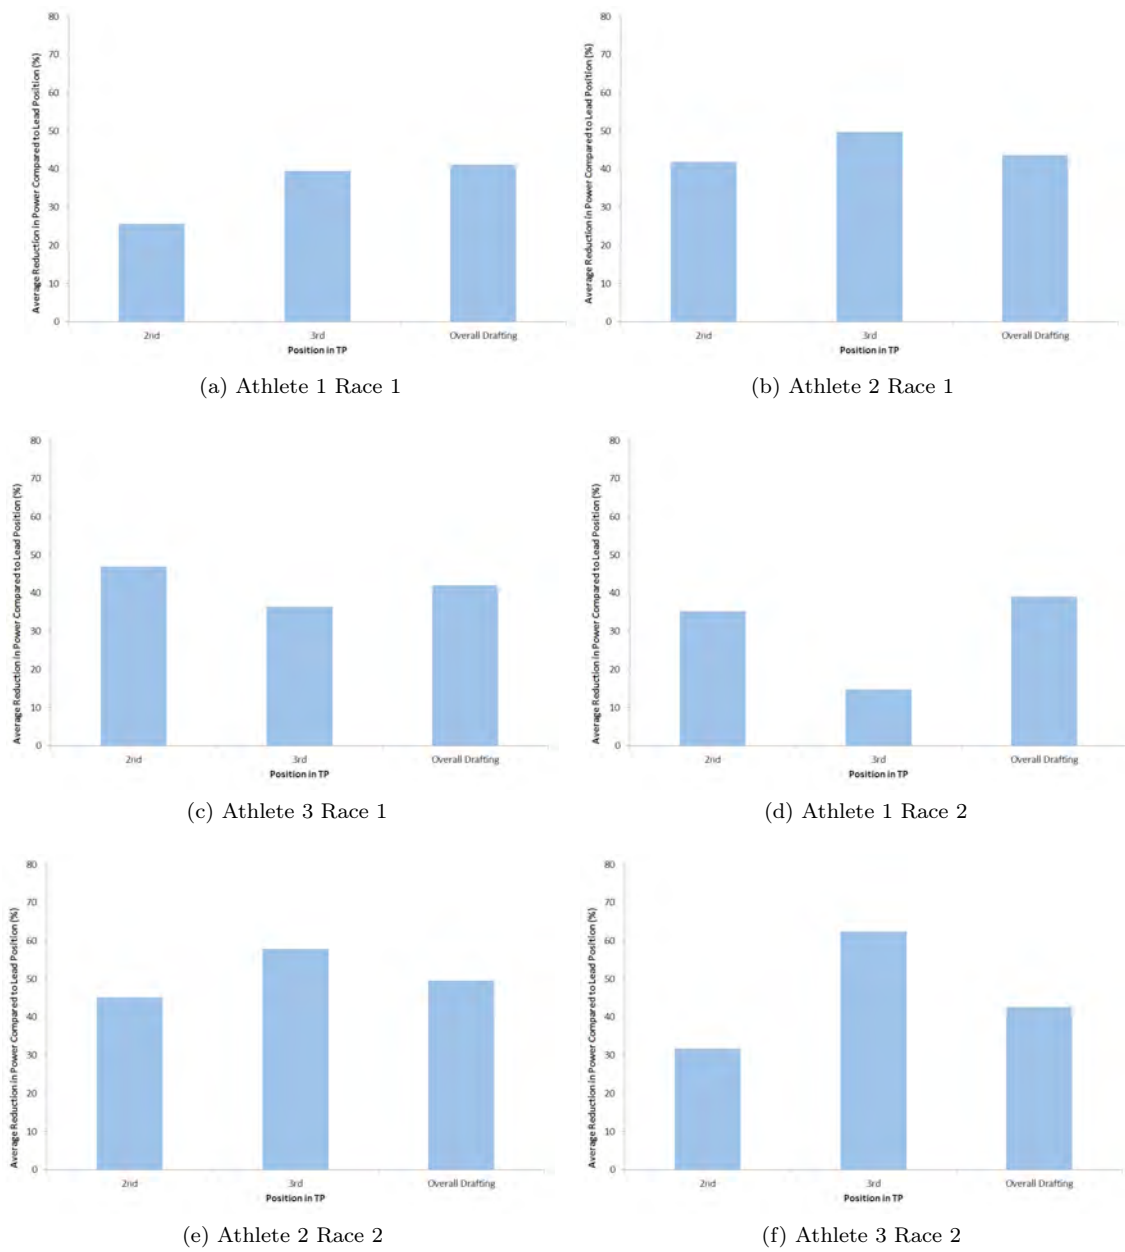 80
70
60
50
40
30
20
10
0
Average Reduction in Power Compared to Lead Position (%)
2nd 3rd Overall Drafting
Position in TP
(a) Athlete 1 Race 1
80
70
60
50
40
30
20
10
0
Average Reduction in Power Compared to Lead Position (%)
2nd 3rd Overall Drafting
Position in TP
(b) Athlete 2 Race 1
80
70
60
50
40
30
20
10
0
Average Reduction in Power Compared to Lead Position (%)
2nd 3rd Overall Drafting
Position in TP
(c) Athlete 3 Race 1
80
70
60
50
40
30
20
10
0
Average Reduction in Power Compared to Lead Position (%)
2nd 3rd Overall Drafting
Position in TP
(d) Athlete 1 Race 2
80
70
60
50
40
30
20
10
0
Average Reduction in Power Compared to Lead Position (%)
2nd 3rd Overall Drafting
Position in TP
(e) Athlete 2 Race 2
80
70
60
50
40
30
20
10
0
Average Reduction in Power Compared to Lead Position (%)
2nd 3rd Overall Drafting
Position in TP
(f) Athlete 3 Race 2